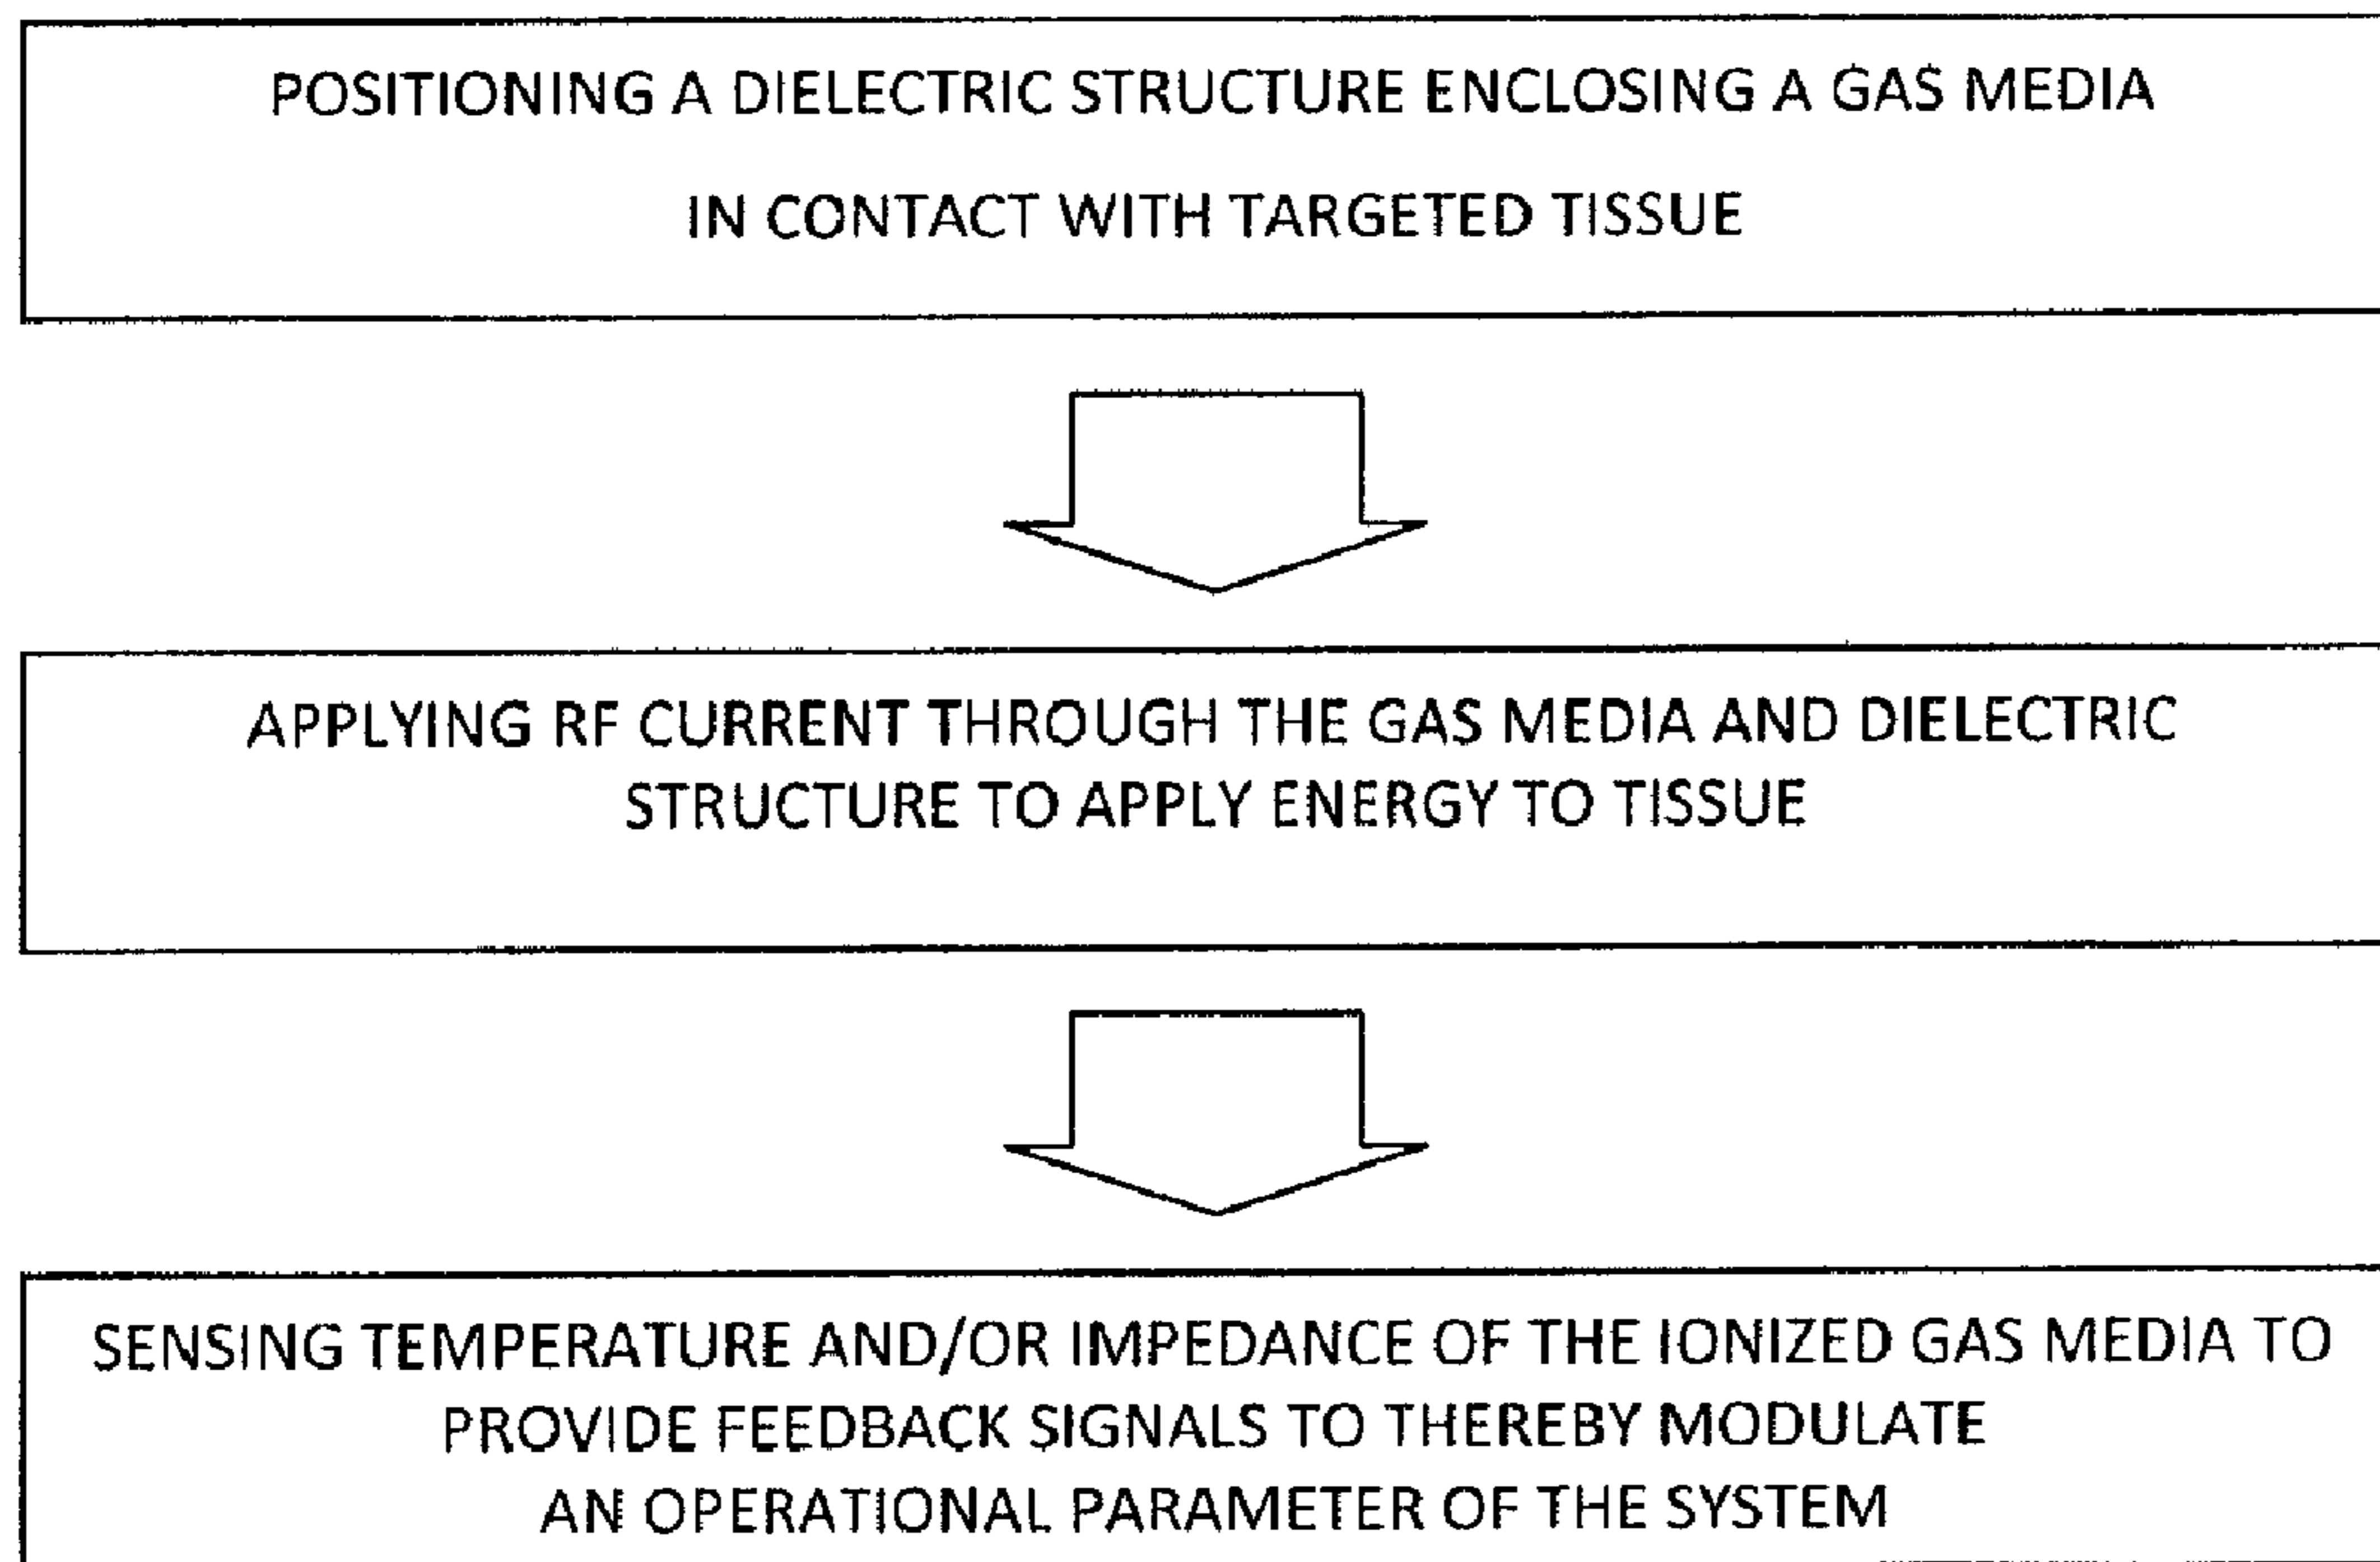 POSITIONING A DIELECTRIC STRUCTURE ENCLOSING A GAS MEDIA
IN CONTACT WITH TARGETED TISSUE
APPLYING RF CURRENT THROUGH THE GAS MEDIA AND DIELECTRIC
STRUCTURE TO APPLY ENERGY TO TISSUE
SENSING TEMPERATURE AND/OR IMPEDANCE OF THE IONIZED GAS MEDIA TO
PROVIDE FEEDBACK SIGNALS TO THEREBY MODULATE
AN OPERATIONAL PARAMETER OF THE SYSTEM